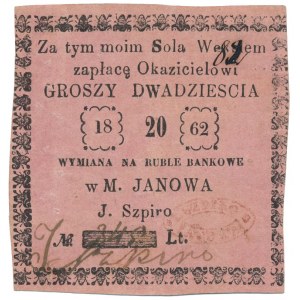 Za tym moim Sola Wexlem
zapłacę Okazicielowi
GROSZY DWADZIESCIA
18 20 62
WYMIANA NA RUBLE BANKOWE
w M. JANOWA
J. Szpiro
№ Lt.
J Szpiro